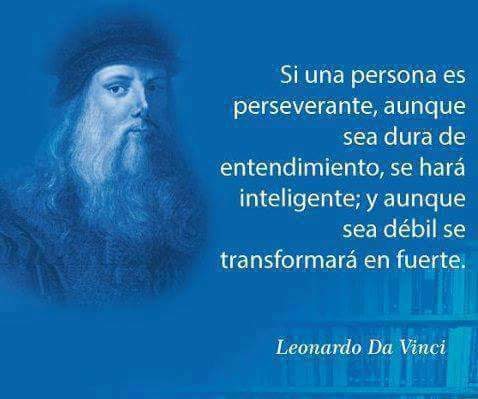 Si una persona es
perseverante, aunque
sea dura de
entendimiento, se hará
inteligente; y aunque
sea débil se
transformará en fuerte.
Leonardo Da Vinci